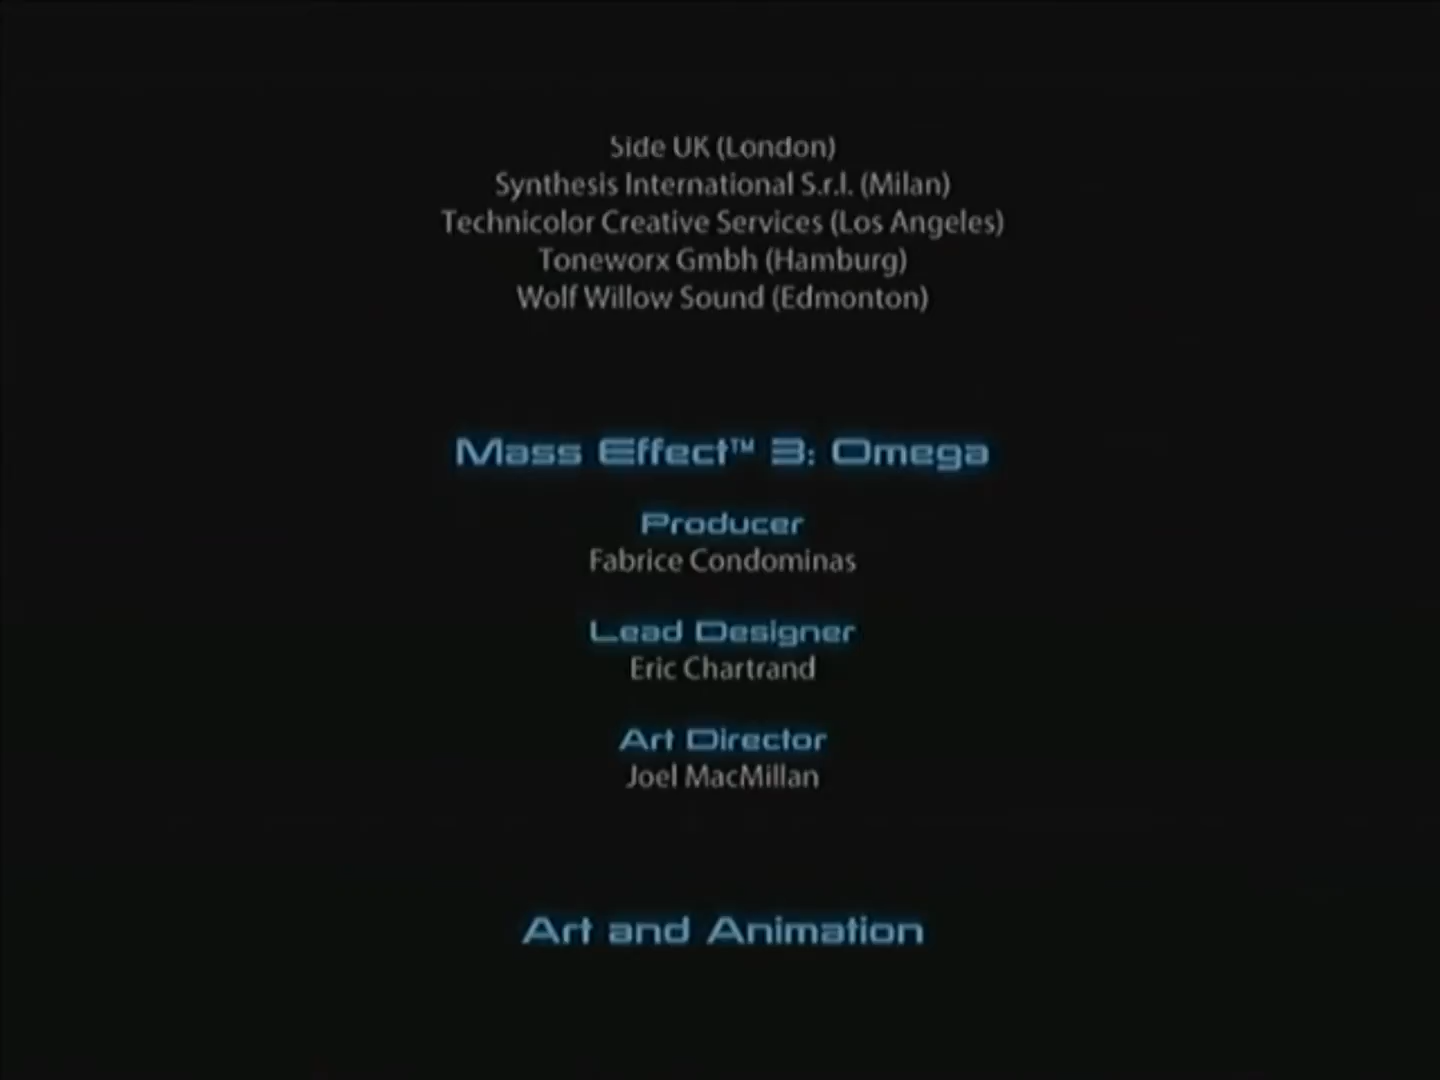 Side UK (London)
Synthesis International S.r.l. (Milan)
Technicolor Creative Services (Los Angeles)
Toneworx Gmbh (Hamburg)
Wolf Willow Sound (Edmonton)
Mass Effect™ 3: Omega
Producer
Fabrice Condominas
Lead Designer
Eric Chartrand
Art Director
Joel MacMillan
Art and Animation